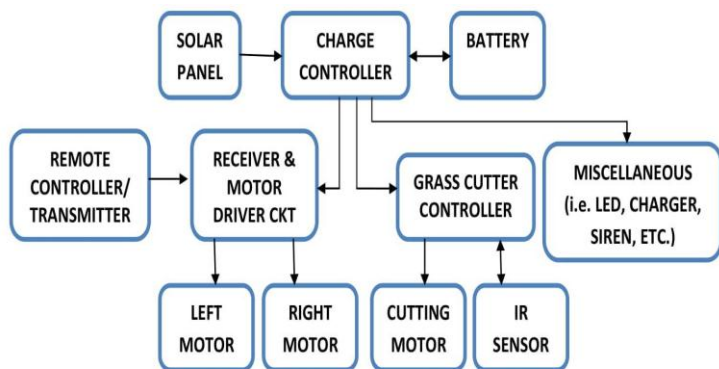 SOLAR
PANEL
CHARGE
CONTROLLER
BATTERY
REMOTE
CONTROLLER/
TRANSMITTER
RECEIVER &
MOTOR
DRIVER CKT
GRASS CUTTER
CONTROLLER
MISCELLANEOUS
(i.e. LED, CHARGER,
SIREN, ETC.)
LEFT
MOTOR
RIGHT
MOTOR
CUTTING
MOTOR
IR
SENSOR